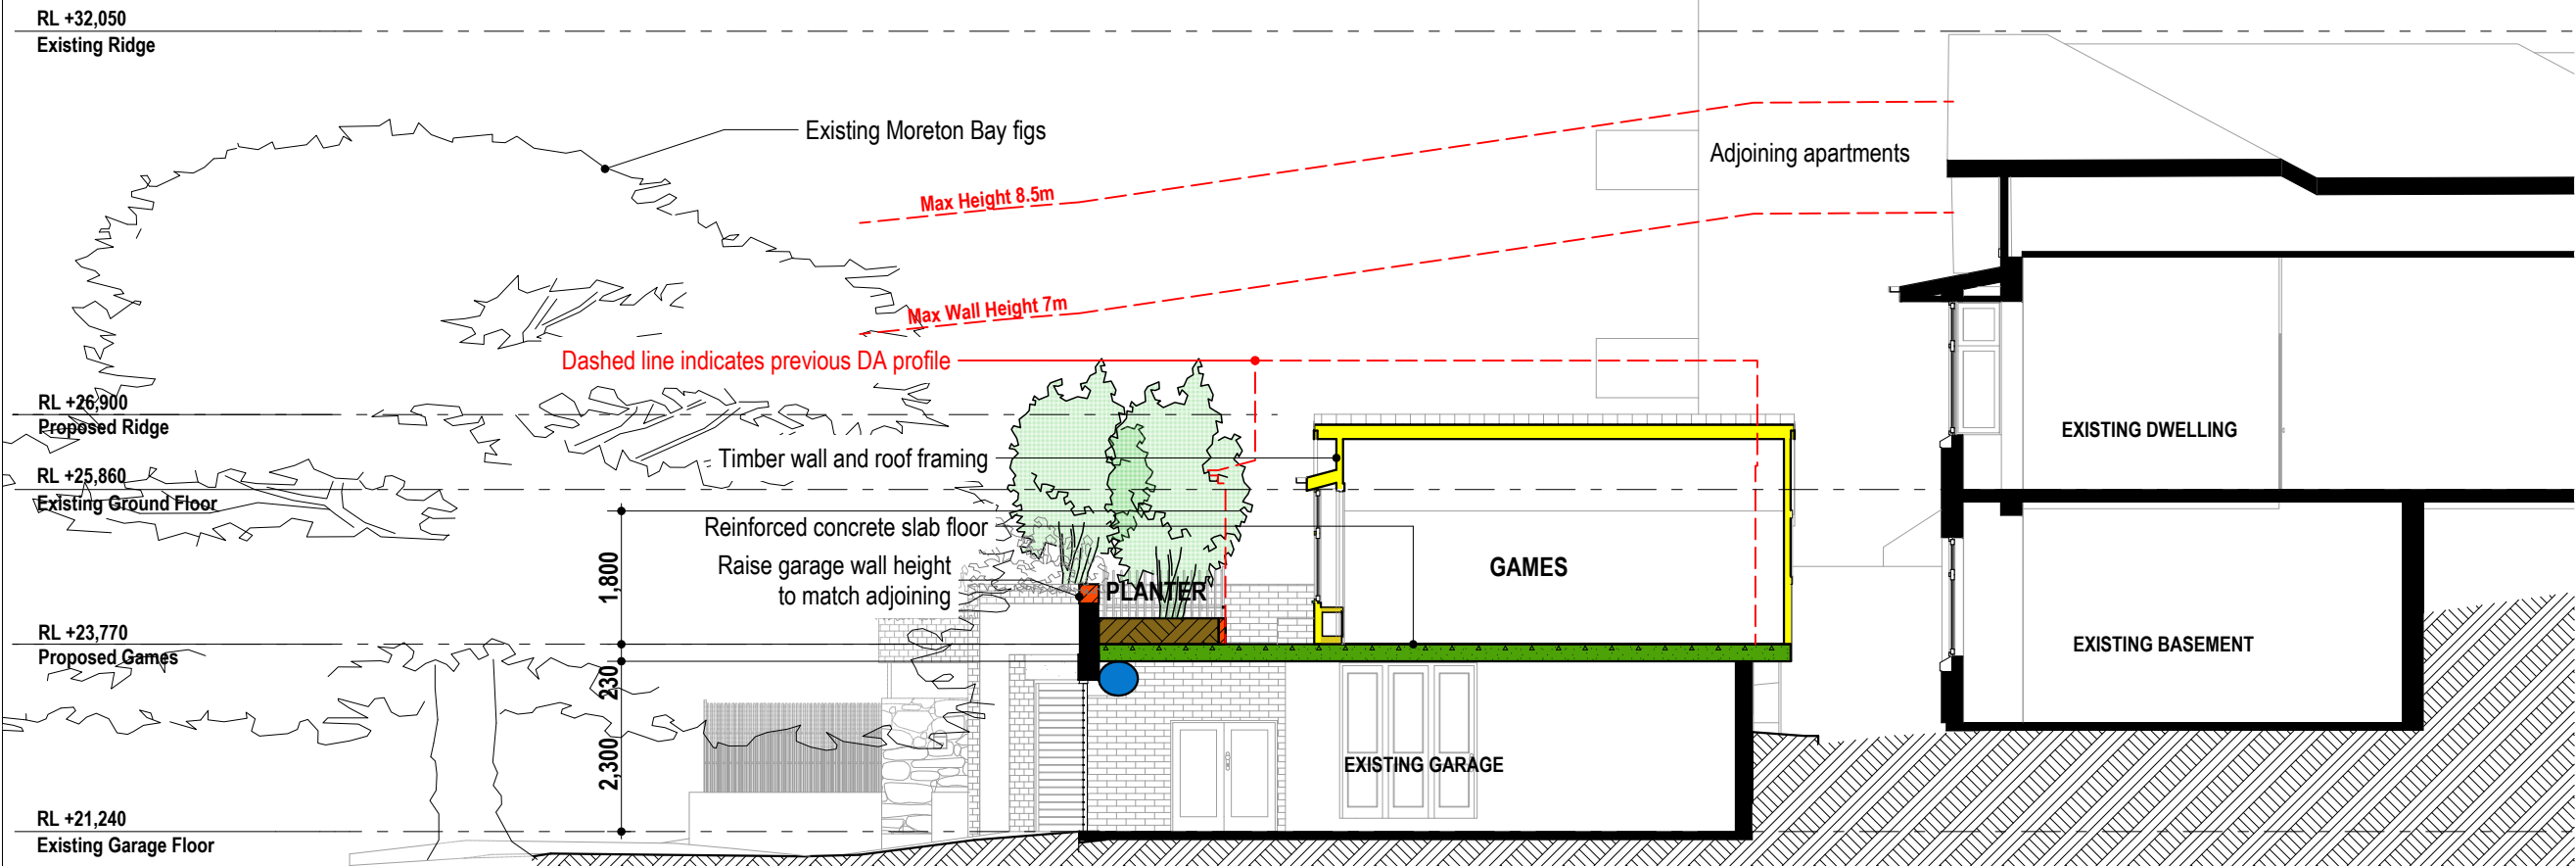 RL +32,050
Existing Ridge
Existing Moreton Bay figs
Adjoining apartments
Max Height 8.5m
Max Wall Height 7m
Dashed line indicates previous DA profile
RL +26,900
Proposed Ridge
EXISTING DWELLING
Timber wall and roof framing
RL +25,860
Existing Ground Floor
Reinforced concrete slab floor
Raise garage wall height
to match adjoining
1,800
PLANTER
GAMES
RL +23,770
Proposed Games
EXISTING BASEMENT
230
2,300
EXISTING GARAGE
RL +21,240
Existing Garage Floor